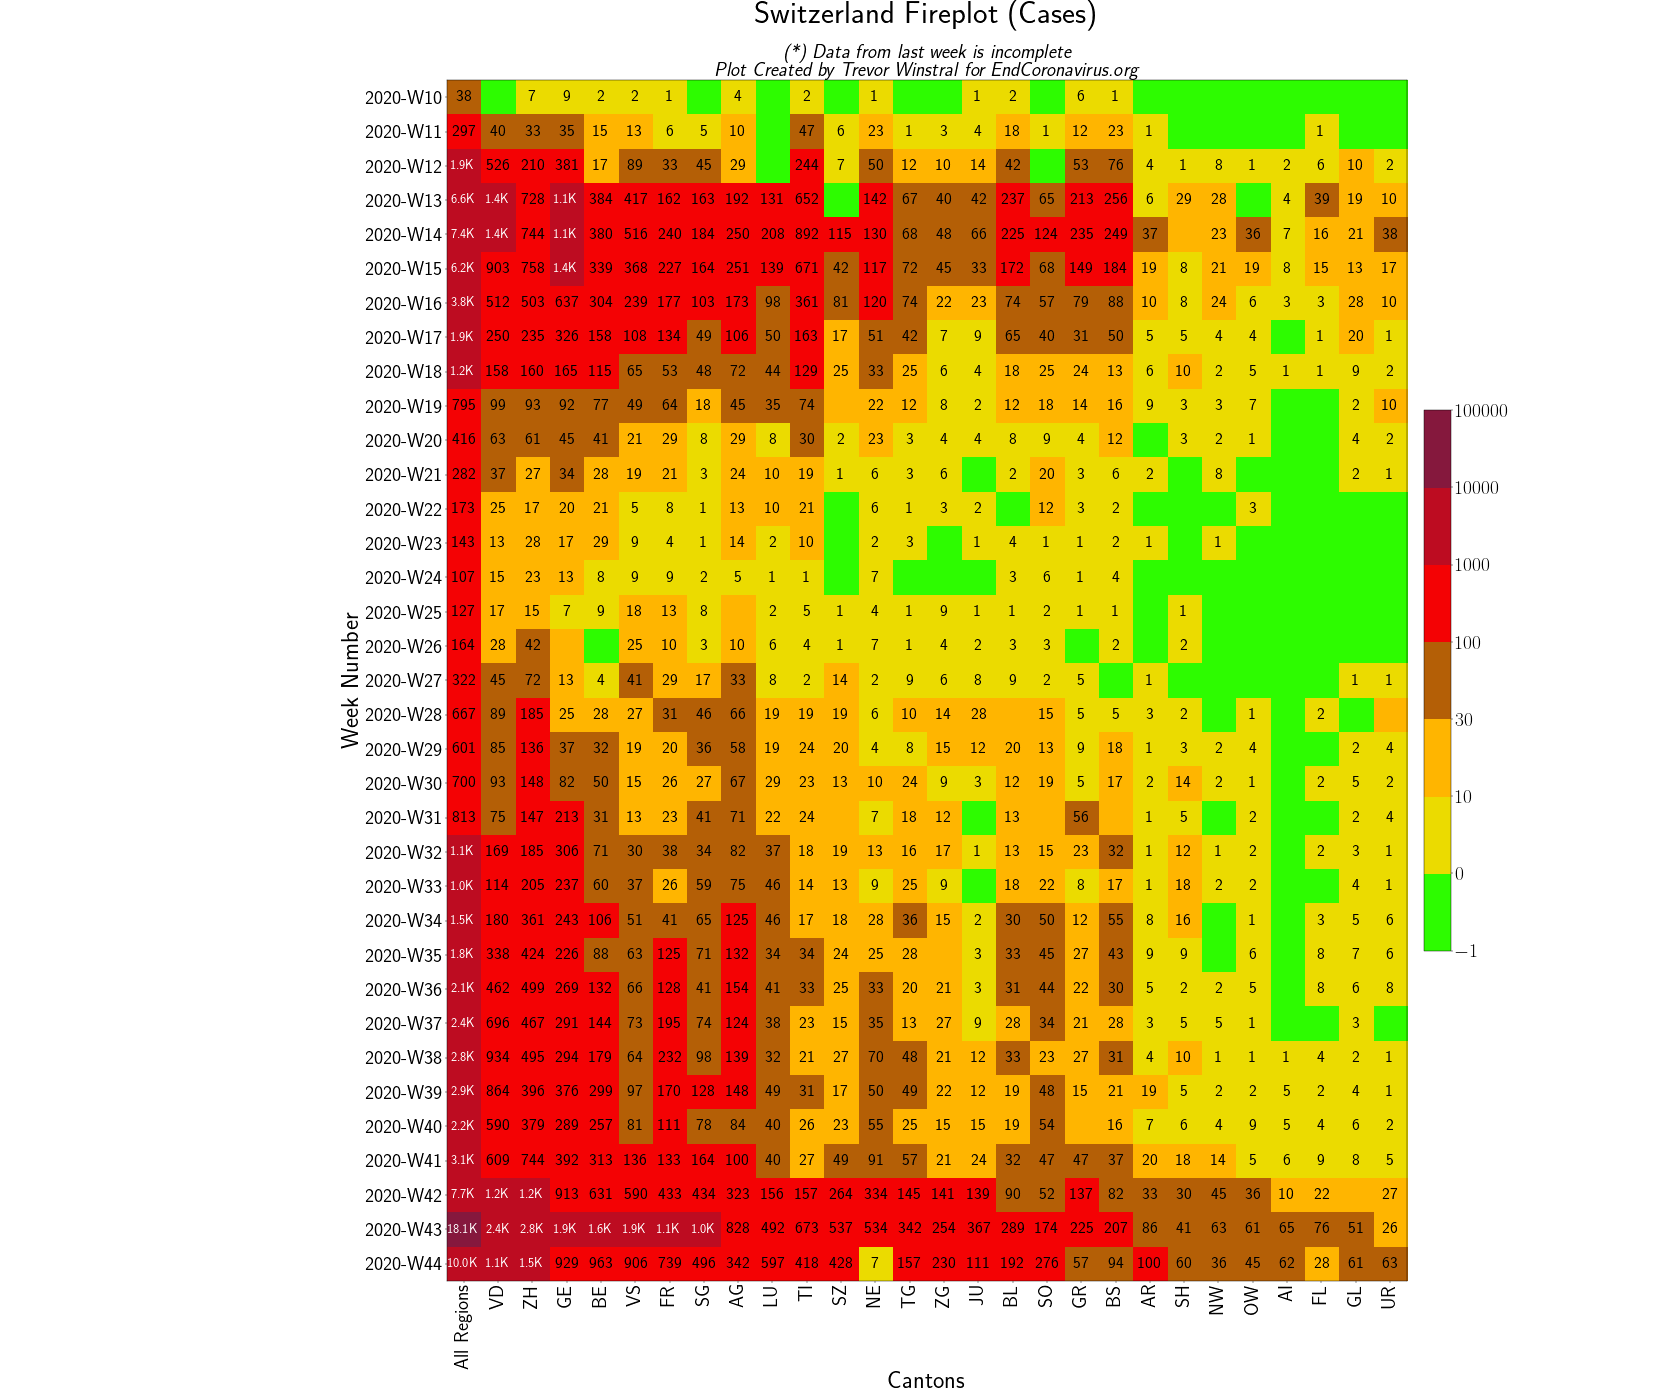 Switzerland Fireplot (Cases)
(*) Data from last week is incomplete
Plot Created by Trevor Winstral for EndCoronavirus.org
2020-W10 38 7 9 2 2 1 4 2 1 1 2 6 1
2020-W11 297 40 33 35 15 13 6 5 10 47 6 23 1 3 4 18 1 12 23 1 1
2020-W12 1.9K 526 210 381 17 89 33 45 29 244 7 50 12 10 14 42 53 76 4 1 8 1 2 6 10 2
2020-W13 6.6K 1.4K 728 1.1K 384 417 162 163 192 131 652 142 67 40 42 237 65 213 256 6 29 28 4 39 19 10
2020-W14 7.4K 1.4K 744 1.1K 380 516 240 184 250 208 892 115 130 68 48 66 225 124 235 249 37 23 36 7 16 21 38
2020-W15 6.2K 903 758 1.4K 339 368 227 164 251 139 671 42 117 72 45 33 172 68 149 184 19 8 21 19 8 15 13 17
2020-W16 3.8K 512 503 637 304 239 177 103 173 98 361 81 120 74 22 23 74 57 79 88 10 8 24 6 3 3 28 10
2020-W17 1.9K 250 235 326 158 108 134 49 106 50 163 17 51 42 7 9 65 40 31 50 5 5 4 4 1 20 1
2020-W18 1.2K 158 160 165 115 65 53 48 72 44 129 25 33 25 6 4 18 25 24 13 6 10 2 5 1 1 9 2
2020-W19 795 99 93 92 77 49 64 18 45 35 74 22 12 8 2 12 18 14 16 9 3 3 7 2 10
2020-W20 416 63 61 45 41 21 29 8 29 8 30 2 23 3 4 4 8 9 4 12 3 2 1 4 2
2020-W21 282 37 27 34 28 19 21 3 24 10 19 1 6 3 6 2 20 3 6 2 8 2 1
2020-W22 173 25 17 20 21 5 8 1 13 10 21 6 1 3 2 12 3 2 3
2020-W23 143 13 28 17 29 9 4 1 14 2 10 2 3 1 4 1 1 2 1 1
2020-W24 107 15 23 13 8 9 9 2 5 1 1 7 3 6 1 4
2020-W25 127 17 15 7 9 18 13 8 2 5 1 4 1 9 1 1 2 1 1 1
2020-W26 164 28 42 25 10 3 10 6 4 1 7 1 4 2 3 3 2 2
2020-W27 322 45 72 13 4 41 29 17 33 8 2 14 2 9 6 8 9 2 5 1 1 1
2020-W28 667 89 185 25 28 27 31 46 66 19 19 19 6 10 14 28 15 5 5 3 2 1 2
2020-W29 601 85 136 37 32 19 20 36 58 19 24 20 4 8 15 12 20 13 9 18 1 3 2 4 2 4
2020-W30 700 93 148 82 50 15 26 27 67 29 23 13 10 24 9 3 12 19 5 17 2 14 2 1 2 5 2
2020-W31 813 75 147 213 31 13 23 41 71 22 24 7 18 12 13 56 1 5 2 2 4
2020-W32 1.1K 169 185 306 71 30 38 34 82 37 18 19 13 16 17 1 13 15 23 32 1 12 1 2 2 3 1
2020-W33 1.0K 114 205 237 60 37 26 59 75 46 14 13 9 25 9 18 22 8 17 1 18 2 2 4 1
2020-W34 1.5K 180 361 243 106 51 41 65 125 46 17 18 28 36 15 2 30 50 12 55 8 16 1 3 5 6
2020-W35 1.8K 338 424 226 88 63 125 71 132 34 34 24 25 28 3 33 45 27 43 9 9 6 8 7 6
2020-W36 2.1K 462 499 269 132 66 128 41 154 41 33 25 33 20 21 3 31 44 22 30 5 2 2 5 8 6 8
2020-W37 2.4K 696 467 291 144 73 195 74 124 38 23 15 35 13 27 9 28 34 21 28 3 5 5 1 3
2020-W38 2.8K 934 495 294 179 64 232 98 139 32 21 27 70 48 21 12 33 23 27 31 4 10 1 1 1 4 2 1
2020-W39 2.9K 864 396 376 299 97 170 128 148 49 31 17 50 49 22 12 19 48 15 21 19 5 2 2 5 2 4 1
2020-W40 2.2K 590 379 289 257 81 111 78 84 40 26 23 55 25 15 15 19 54 16 7 6 4 9 5 4 6 2
2020-W41 3.1K 609 744 392 313 136 133 164 100 40 27 49 91 57 21 24 32 47 47 37 20 18 14 5 6 9 8 5
2020-W42 7.7K 1.2K 1.2K 913 631 590 433 434 323 156 157 264 334 145 141 139 90 52 137 82 33 30 45 36 10 22 27
2020-W43 18.1K 2.4K 2.8K 1.9K 1.6K 1.9K 1.1K 1.0K 828 492 673 537 534 342 254 367 289 174 225 207 86 41 63 61 65 76 51 26
2020-W44 10.0K 1.1K 1.5K 929 963 906 739 496 342 597 418 428 7 157 230 111 192 276 57 94 100 60 36 45 62 28 61 63
All Regions VD ZH GE BE VS FR SG AG LU TI SZ NE TG ZG JU BL SO GR BS AR SH NW OW AI FL GL UR
Week Number
Cantons
100000
10000
1000
100
30
10
0
−1